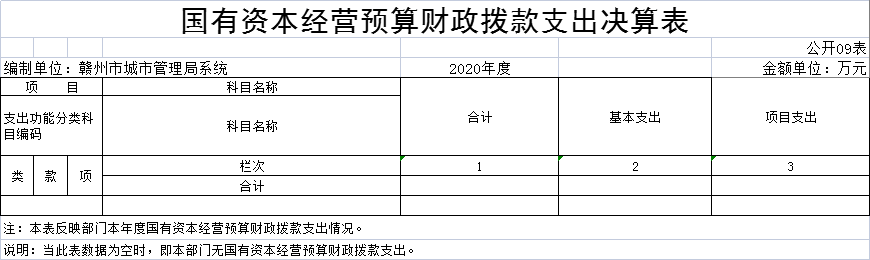 国有资本经营预算财政拨款支出决算表
公开09表
编制单位：赣州市城市管理局系统 2020年度 金额单位：万元
项 目 科目名称
支出功能分类科目编码 科目名称 合计 基本支出 项目支出
类 款 项 栏次 1 2 3
合计
注：本表反映部门本年度国有资本经营预算财政拨款支出情况。
说明：当此表数据为空时，即本部门无国有资本经营预算财政拨款支出。